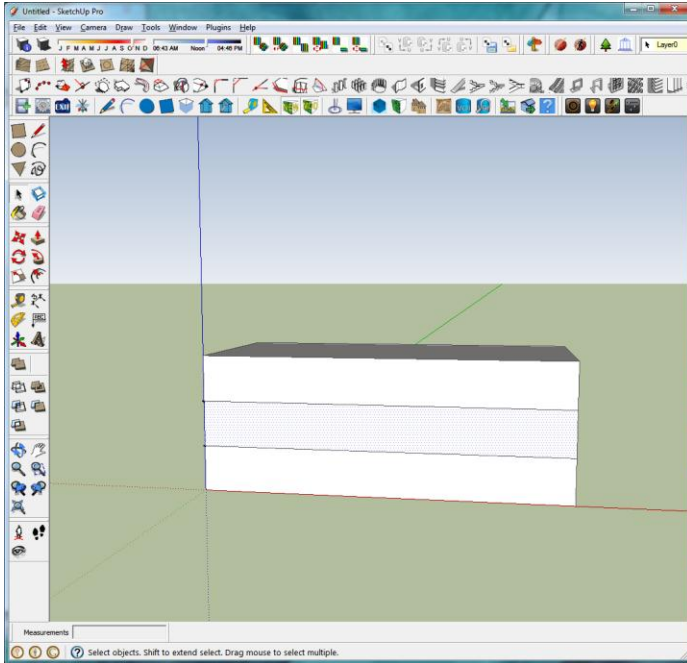 Untitled - SketchUp Pro
File Edit View Camera Draw Tools Window Plugins Help
J F M A M J J A S O N D 06:43 AM Noon 04:46 PM Layer0
Measurements
Select objects. Shift to extend select. Drag mouse to select multiple.